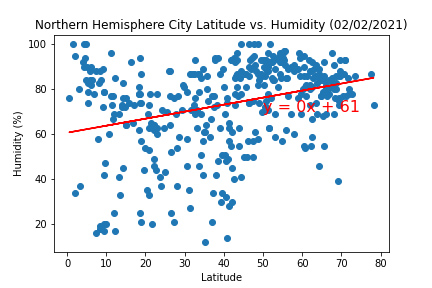 Northern Hemisphere City Latitude vs. Humidity (02/02/2021)
100
80
60
40
20
Humidity (%)
y = 0x + 61
0 10 20 30 40 50 60 70 80
Latitude